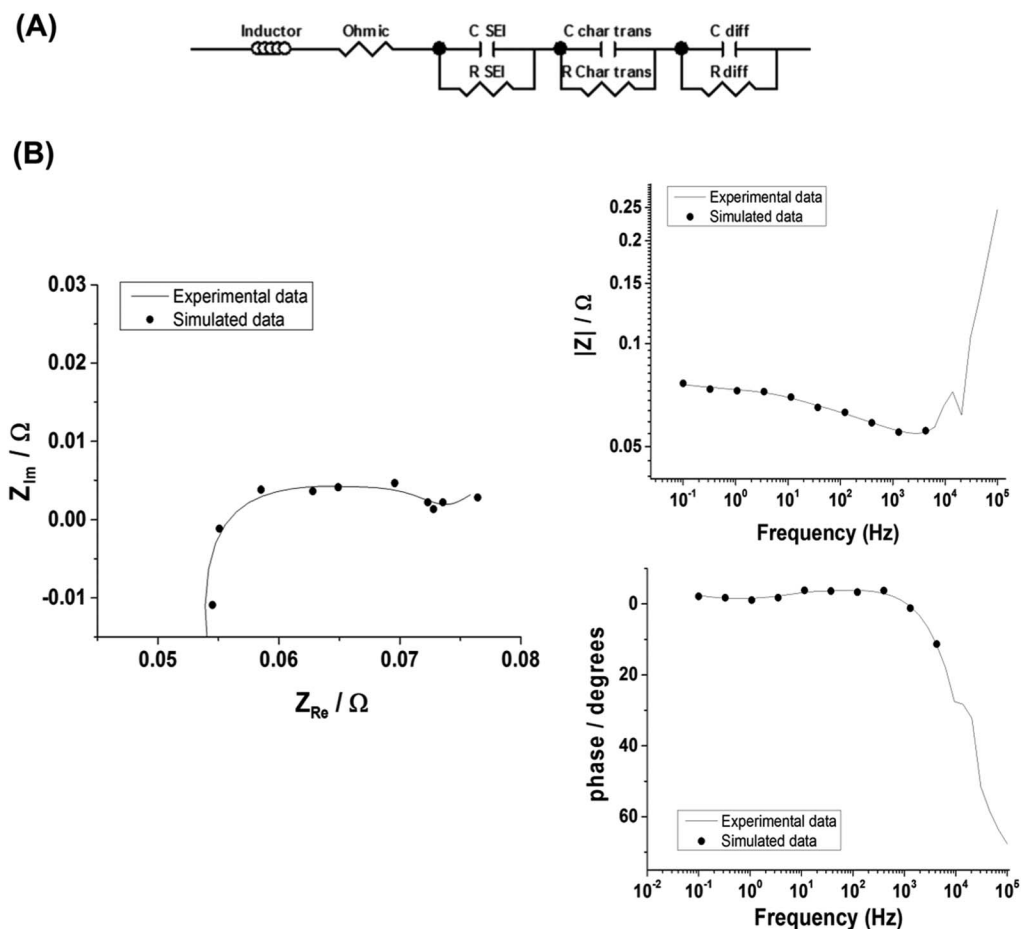 (A)
Inductor Ohmic C SEI C char trans C diff
R SEI R Char trans R diff
(B)
0.03
0.02
0.01
0.00
-0.01
Z_Im / Ω
Experimental data
Simulated data
0.05 0.06 0.07 0.08
Z_Re / Ω
0.25
0.2
0.15
0.1
0.05
|Z| / Ω
Experimental data
Simulated data
10^-1 10^0 10^1 10^2 10^3 10^4 10^5
Frequency (Hz)
0
20
40
60
phase / degrees
Experimental data
Simulated data
10^-2 10^-1 10^0 10^1 10^2 10^3 10^4 10^5
Frequency (Hz)